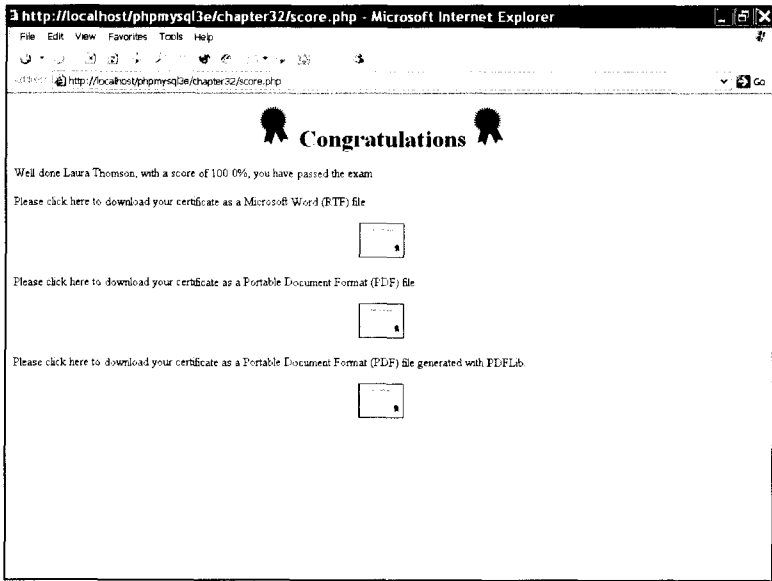 http://localhost/phpmysql3e/chapter32/score.php - Microsoft Internet Explorer
File Edit View Favorites Tools Help
http://localhost/phpmysql3e/chapter32/score.php Go
Congratulations
Well done Laura Thomson, with a score of 100 0%, you have passed the exam
Please click here to download your certificate as a Microsoft Word (RTF) file
Please click here to download your certificate as a Portable Document Format (PDF) file
Please click here to download your certificate as a Portable Document Format (PDF) file generated with PDFLib.